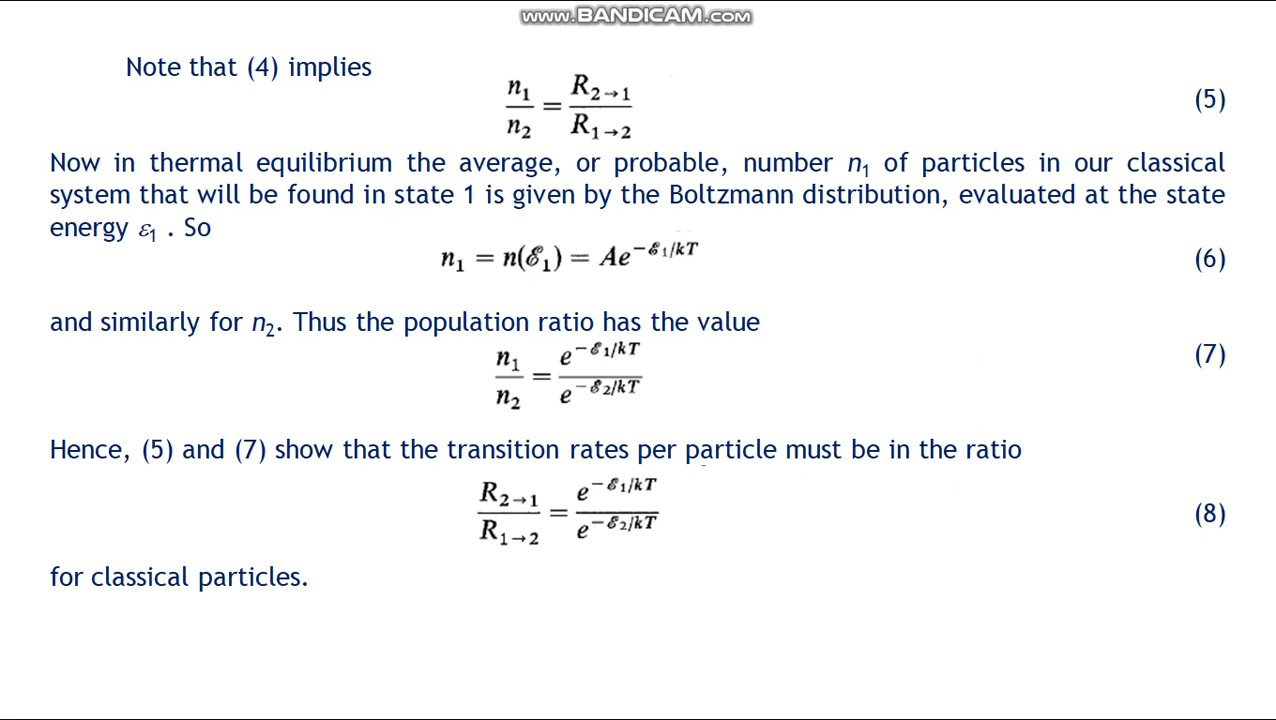 www.BANDICAM.com
Note that (4) implies
n₁/n₂ = R₂→₁/R₁→₂ (5)
Now in thermal equilibrium the average, or probable, number n₁ of particles in our classical
system that will be found in state 1 is given by the Boltzmann distribution, evaluated at the state
energy ε₁ . So
n₁ = n(ℰ₁) = Ae^(−ℰ₁/kT) (6)
and similarly for n₂. Thus the population ratio has the value
n₁/n₂ = e^(−ℰ₁/kT)/e^(−ℰ₂/kT) (7)
Hence, (5) and (7) show that the transition rates per particle must be in the ratio
R₂→₁/R₁→₂ = e^(−ℰ₁/kT)/e^(−ℰ₂/kT) (8)
for classical particles.